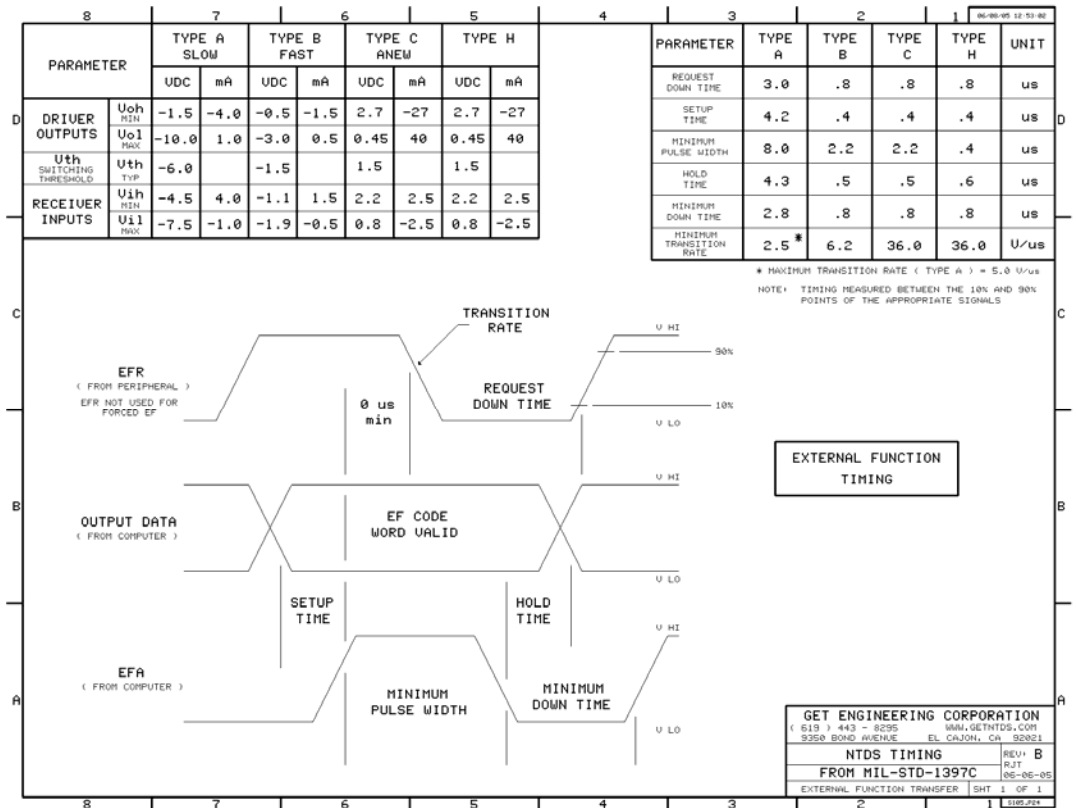 8 7 6 5 4 3 2 1 06/08/05 12:53:02
PARAMETER TYPE A SLOW TYPE B FAST TYPE C ANEW TYPE H
VDC mA VDC mA VDC mA VDC mA
DRIVER OUTPUTS Voh MIN -1.5 -4.0 -0.5 -1.5 2.7 -27 2.7 -27
Vol MAX -10.0 1.0 -3.0 0.5 0.45 40 0.45 40
Vth SWITCHING THRESHOLD Vth TYP -6.0 -1.5 1.5 1.5
RECEIVER INPUTS Vih MIN -4.5 4.0 -1.1 1.5 2.2 2.5 2.2 2.5
Vil MAX -7.5 -1.0 -1.9 -0.5 0.8 -2.5 0.8 -2.5
PARAMETER TYPE A TYPE B TYPE C TYPE H UNIT
REQUEST DOWN TIME 3.0 .8 .8 .8 us
SETUP TIME 4.2 .4 .4 .4 us
MINIMUM PULSE WIDTH 8.0 2.2 2.2 .4 us
HOLD TIME 4.3 .5 .5 .6 us
MINIMUM DOWN TIME 2.8 .8 .8 .8 us
MINIMUM TRANSITION RATE 2.5 * 6.2 36.0 36.0 V/us
* MAXIMUM TRANSITION RATE ( TYPE A ) = 5.0 V/us
NOTE: TIMING MEASURED BETWEEN THE 10% AND 90%
POINTS OF THE APPROPRIATE SIGNALS
D D
C C
B B
A A
TRANSITION
RATE
V HI
90%
EFR
( FROM PERIPHERAL )
EFR NOT USED FOR
FORCED EF
0 us
min
REQUEST
DOWN TIME
10%
V LO
EXTERNAL FUNCTION
TIMING
V HI
OUTPUT DATA
( FROM COMPUTER )
EF CODE
WORD VALID
V LO
SETUP
TIME
HOLD
TIME
V HI
EFA
( FROM COMPUTER )
MINIMUM
PULSE WIDTH
MINIMUM
DOWN TIME
V LO
GET ENGINEERING CORPORATION
( 619 ) 443 - 8295 WWW.GETNTDS.COM
9350 BOND AVENUE EL CAJON, CA 92021
NTDS TIMING
FROM MIL-STD-1397C
REV: B
RJT
06-06-05
EXTERNAL FUNCTION TRANSFER SHT 1 OF 1
8 7 6 5 4 3 2 1